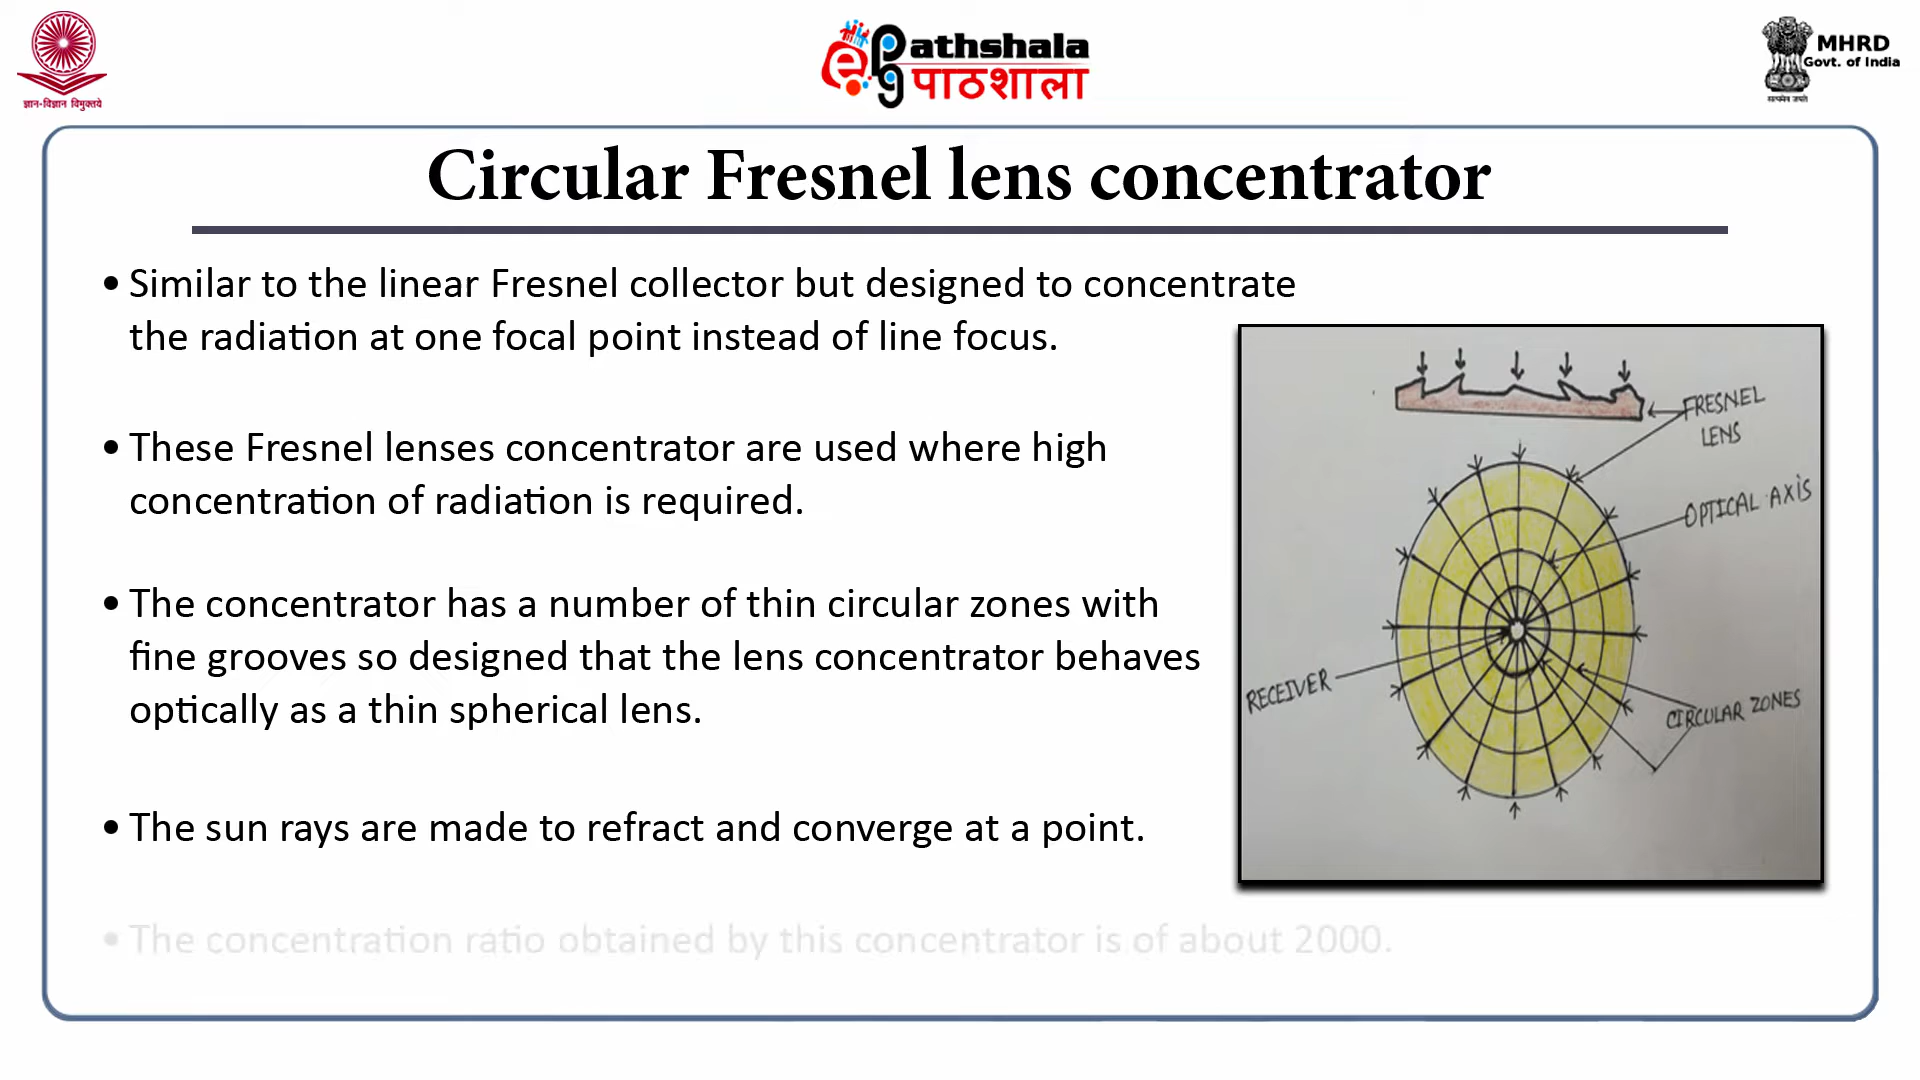 ज्ञान-विज्ञान विमुक्तये
e Pathshala
पाठशाला
MHRD
Govt. of India
सत्यमेव जयते
Circular Fresnel lens concentrator
• Similar to the linear Fresnel collector but designed to concentrate
the radiation at one focal point instead of line focus.
• These Fresnel lenses concentrator are used where high
concentration of radiation is required.
• The concentrator has a number of thin circular zones with
fine grooves so designed that the lens concentrator behaves
optically as a thin spherical lens.
• The sun rays are made to refract and converge at a point.
• The concentration ratio obtained by this concentrator is of about 2000.
FRESNEL
LENS
OPTICAL AXIS
RECEIVER
CIRCULAR ZONES